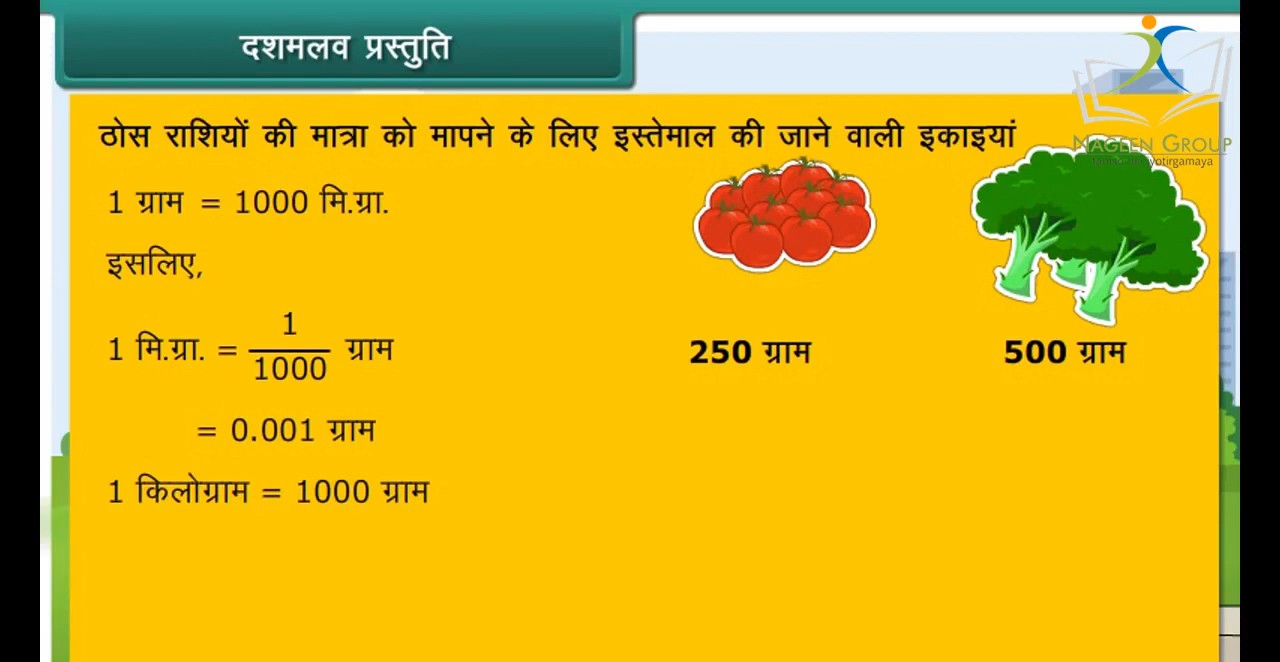 दशमलव प्रस्तुति
NAGEEN GROUP
ठोस राशियों की मात्रा को मापने के लिए इस्तेमाल की जाने वाली इकाइयां
1 ग्राम = 1000 मि.ग्रा.
इसलिए,
1 मि.ग्रा. = 1/1000 ग्राम
= 0.001 ग्राम
1 किलोग्राम = 1000 ग्राम
250 ग्राम
500 ग्राम